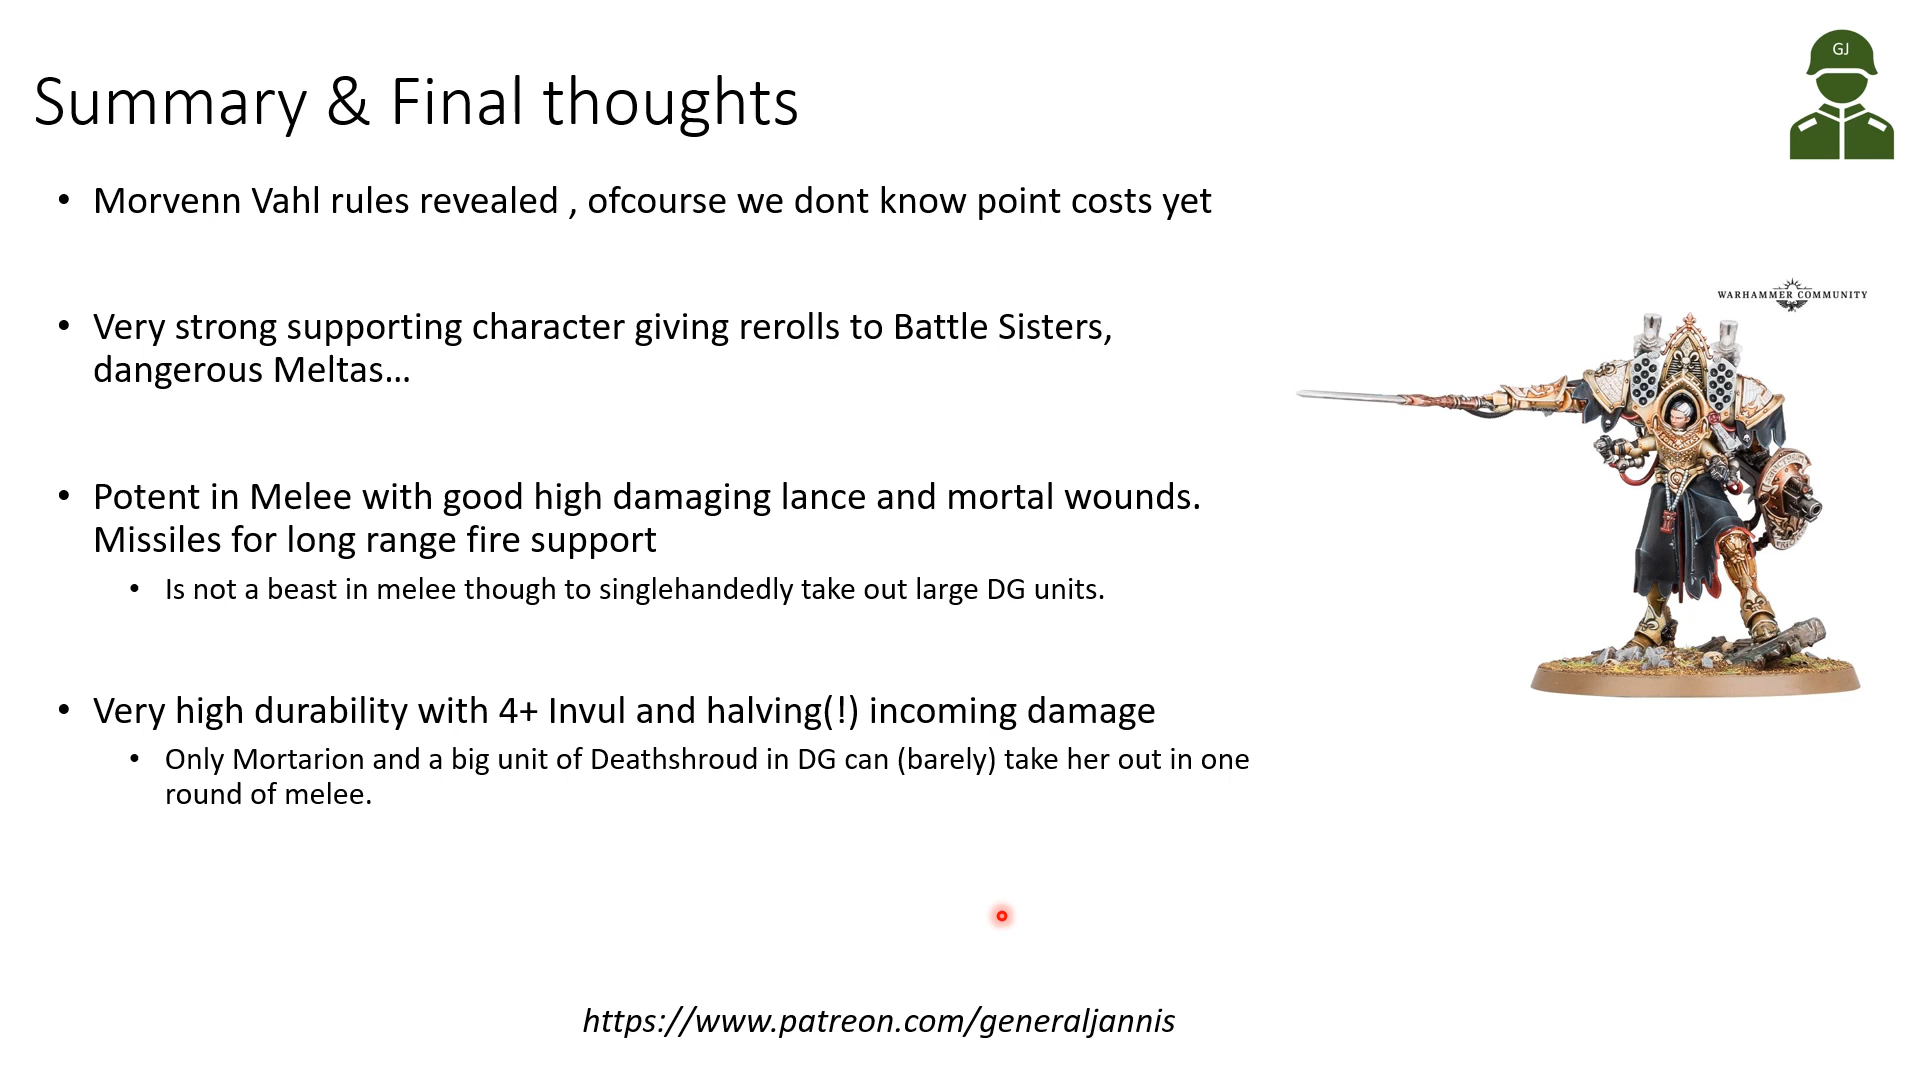 GJ
Summary & Final thoughts
• Morvenn Vahl rules revealed , ofcourse we dont know point costs yet
WARHAMMER COMMUNITY
• Very strong supporting character giving rerolls to Battle Sisters,
dangerous Meltas...
• Potent in Melee with good high damaging lance and mortal wounds.
Missiles for long range fire support
• Is not a beast in melee though to singlehandedly take out large DG units.
• Very high durability with 4+ Invul and halving(!) incoming damage
• Only Mortarion and a big unit of Deathshroud in DG can (barely) take her out in one
round of melee.
https://www.patreon.com/generaljannis